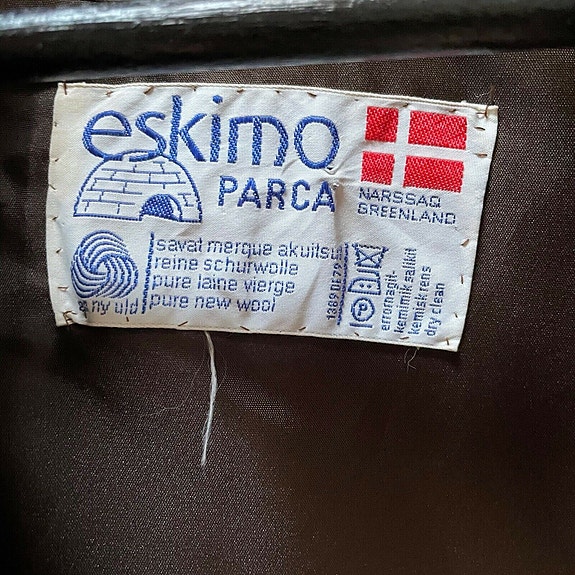 eskimo
PARCA
NARSSAQ
GREENLAND
savat merque akuitsu
reine schurwolle
pure laine vierge
pure new wool
ny uld
P
erromagit-
kemimik salikit
kemisk rens
dry clean